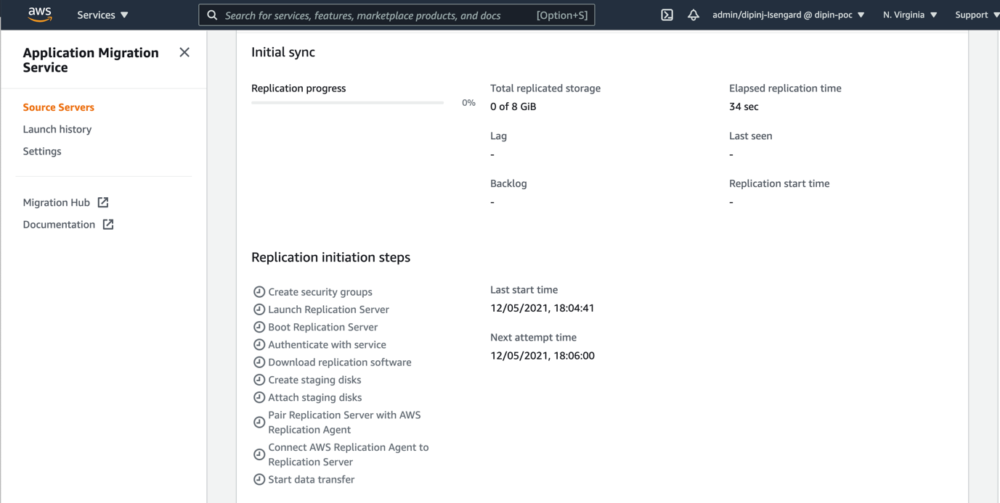 aws
Services
Search for services, features, marketplace products, and docs
[Option+S]
admin/dipinj-Isengard @ dipin-poc
N. Virginia
Support
Application Migration
Service
Source Servers
Launch history
Settings
Migration Hub
Documentation
Initial sync
Replication progress
0%
Total replicated storage
0 of 8 GiB
Elapsed replication time
34 sec
Lag
-
Last seen
-
Backlog
-
Replication start time
-
Replication initiation steps
Create security groups
Launch Replication Server
Boot Replication Server
Authenticate with service
Download replication software
Create staging disks
Attach staging disks
Pair Replication Server with AWS
Replication Agent
Connect AWS Replication Agent to
Replication Server
Start data transfer
Last start time
12/05/2021, 18:04:41
Next attempt time
12/05/2021, 18:06:00